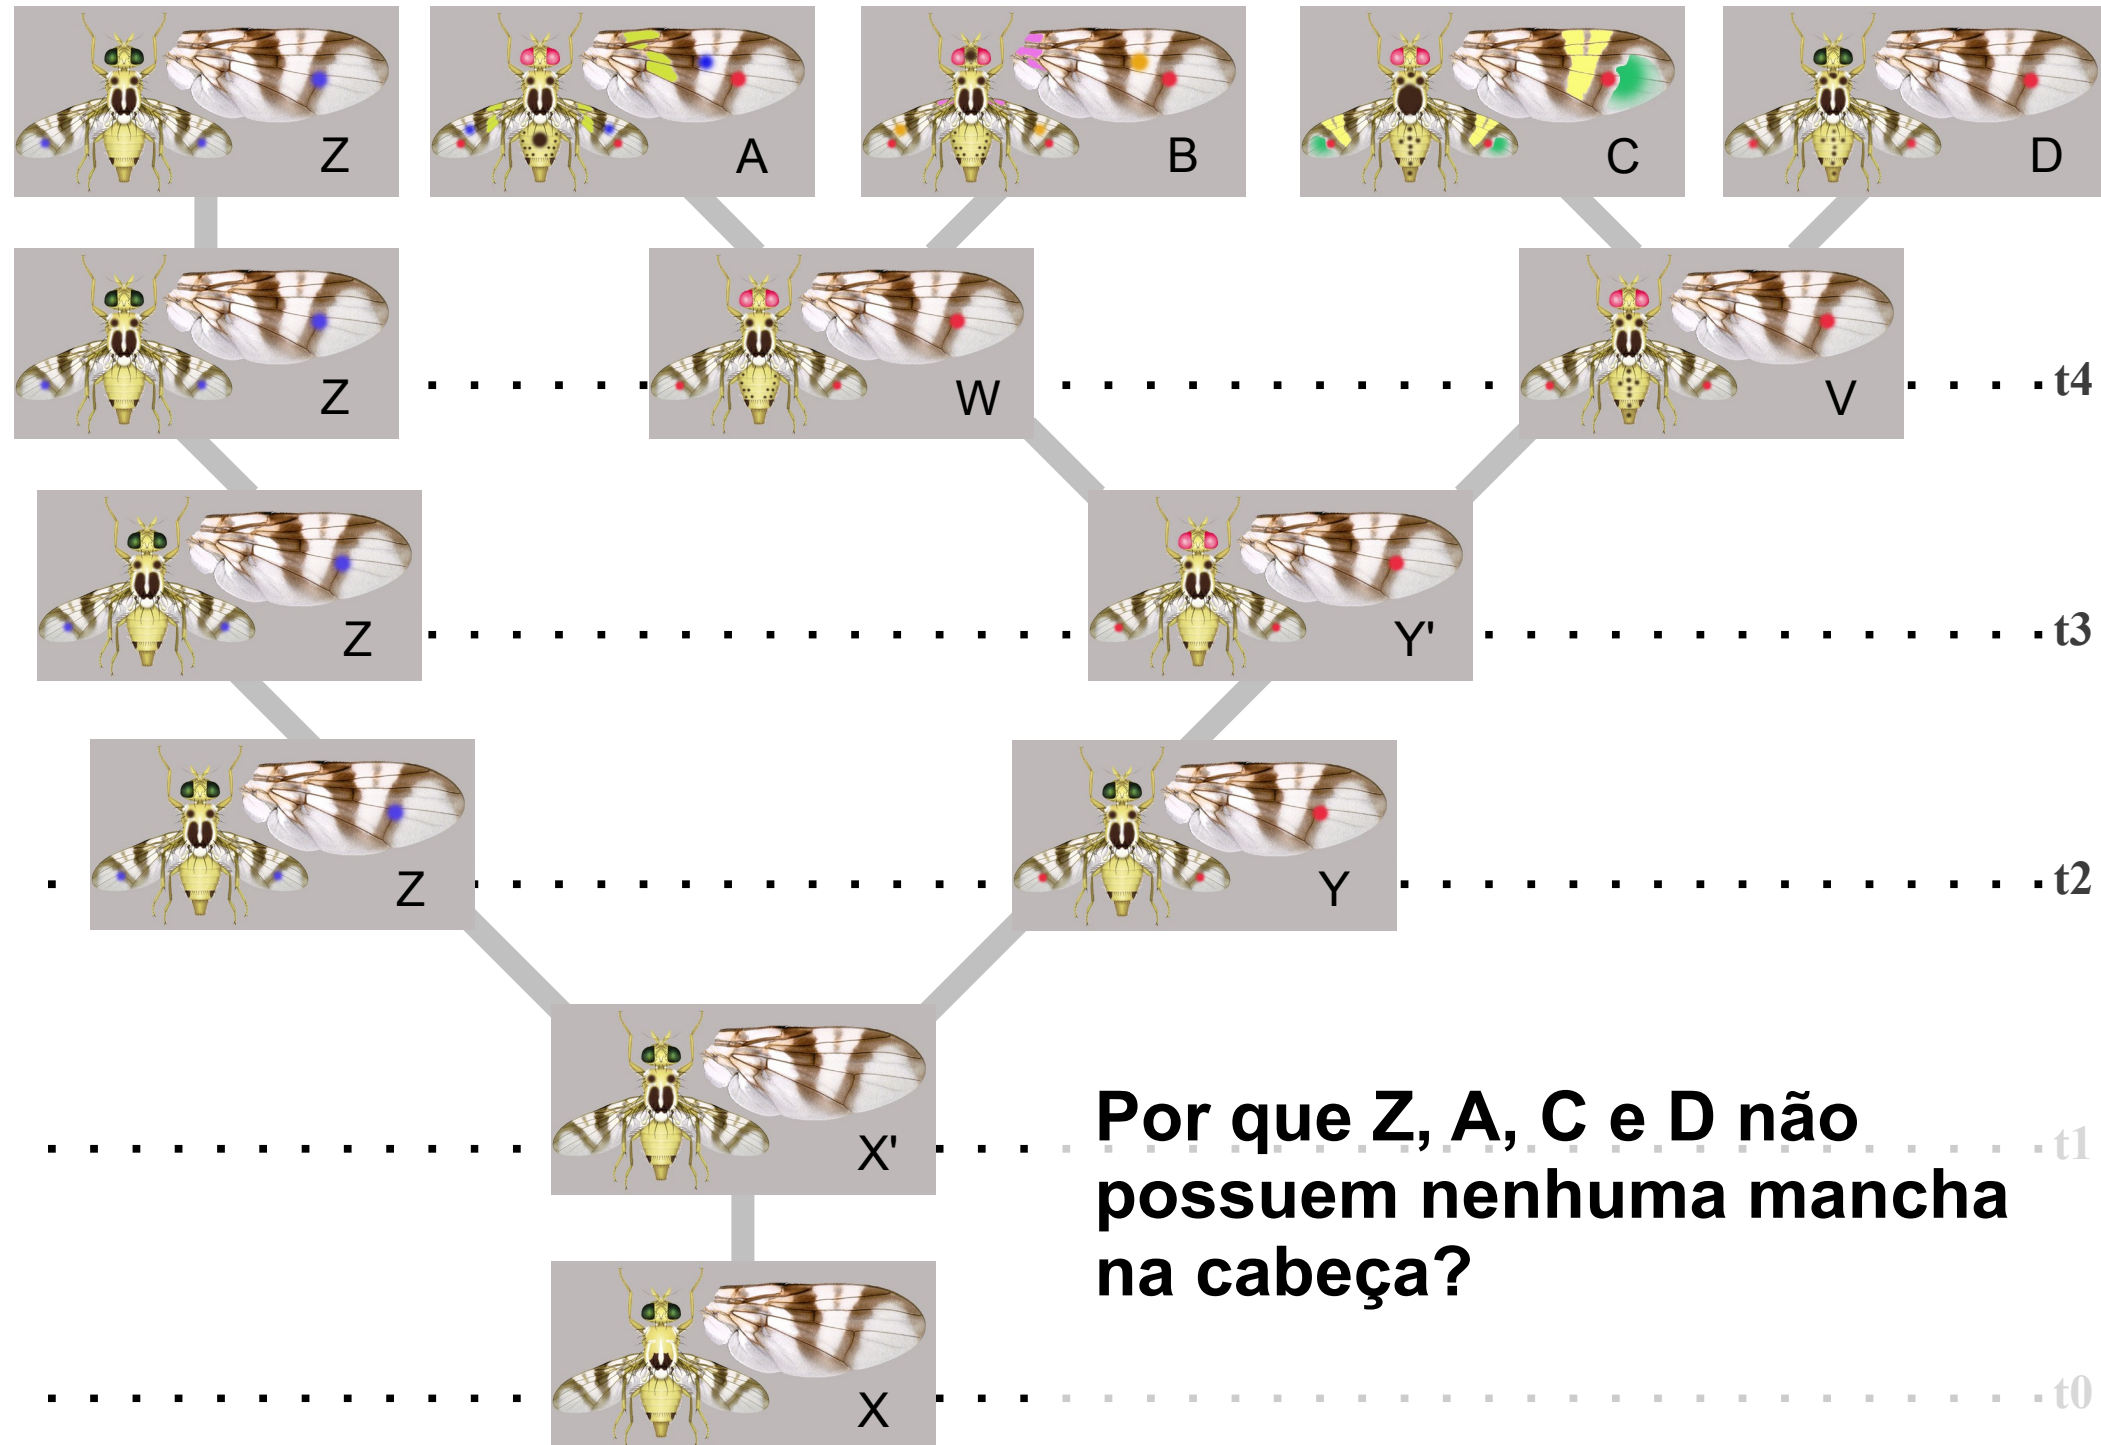 Z
A
B
C
D
Z
W
V
t4
Z
Y'
t3
Z
Y
t2
X'
Por que Z, A, C e D não
t1
possuem nenhuma mancha
na cabeça?
X
t0